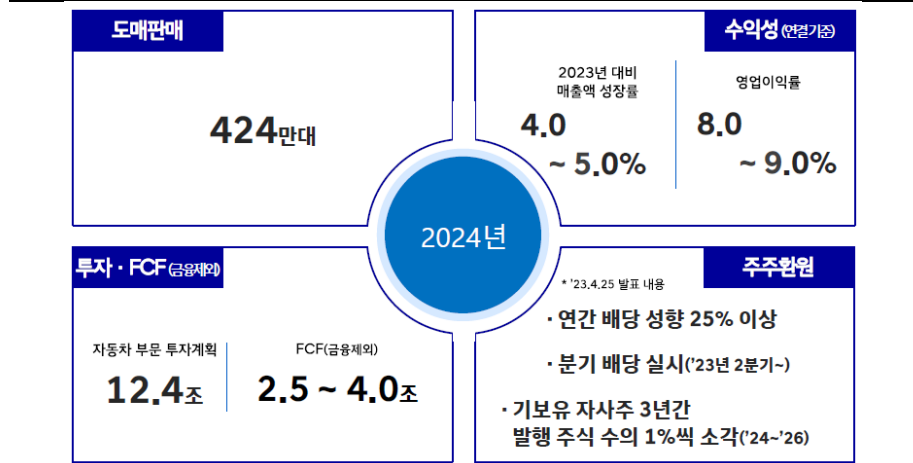 도매판매
424만대
수익성 (연결기준)
2023년 대비
매출액 성장률
4.0
~ 5.0%
영업이익률
8.0
~ 9.0%
2024년
투자 · FCF (금융제외)
자동차 부문 투자계획
12.4조
FCF(금융제외)
2.5 ~ 4.0조
주주환원
* '23.4.25 발표 내용
· 연간 배당 성향 25% 이상
· 분기 배당 실시('23년 2분기~)
· 기보유 자사주 3년간
발행 주식 수의 1%씩 소각('24~'26)